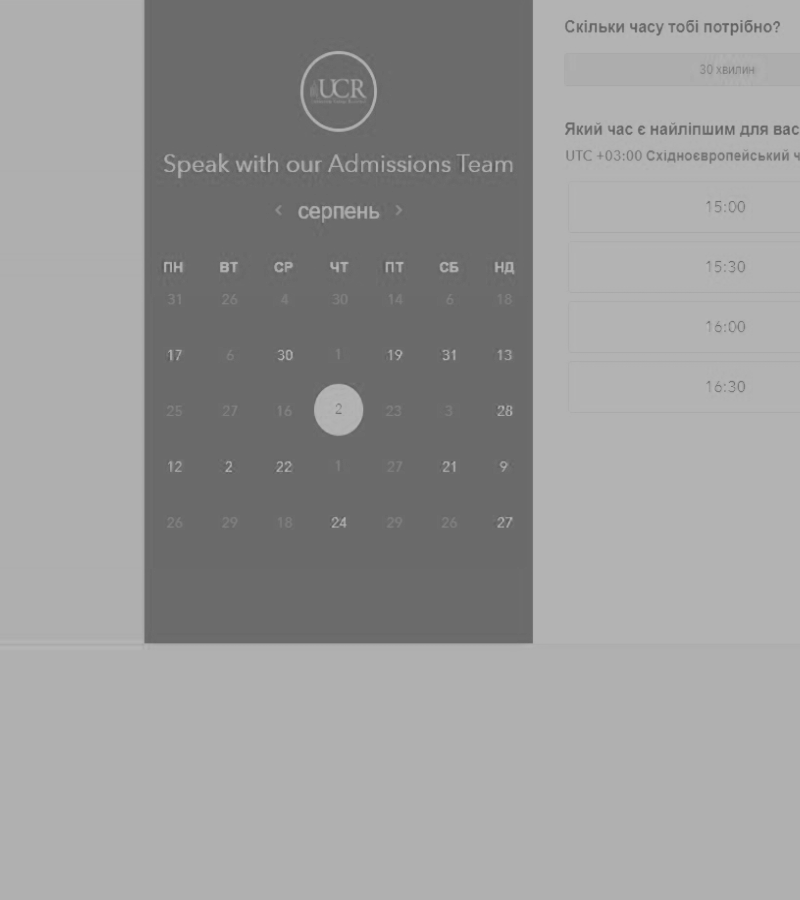 UCR
Speak with our Admissions Team
серпень
ПН ВТ СР ЧТ ПТ СБ НД
31 26 4 30 14 6 18
17 6 30 1 19 31 13
25 27 16 2 23 3 28
12 2 22 1 27 21 9
26 29 18 24 29 26 27
Скільки часу тобі потрібно?
30 хвилин
Який час є найліпшим для вас
UTC +03:00 Східноєвропейський ч
15:00
15:30
16:00
16:30